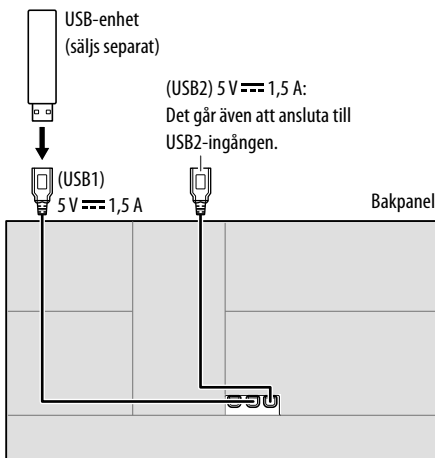 USB-enhet
(säljs separat)
(USB2) 5 V ⎓ 1,5 A:
Det går även att ansluta till
USB2-ingången.
(USB1)
5 V ⎓ 1,5 A
Bakpanel